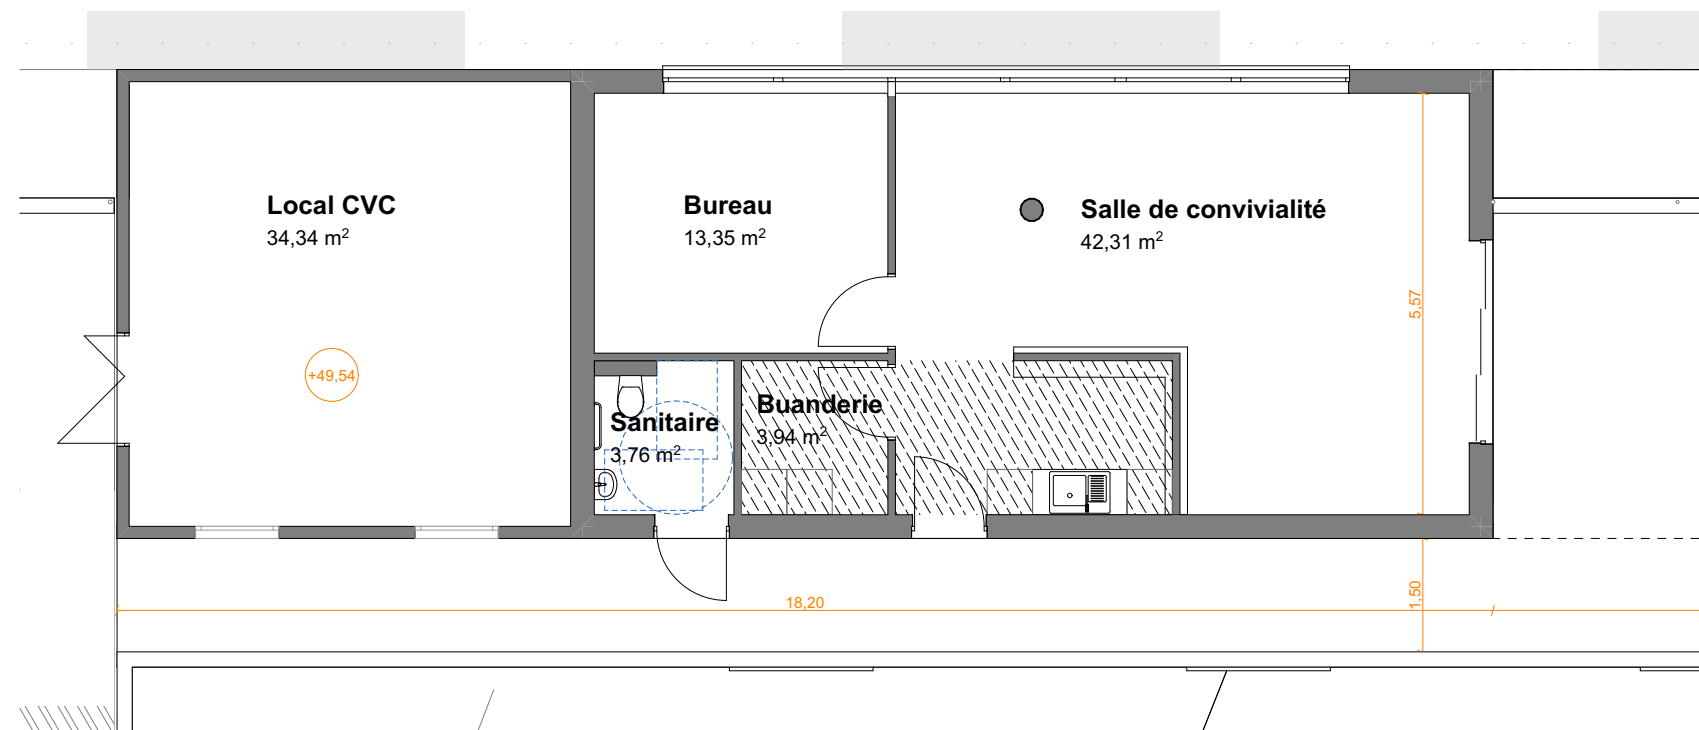 Local CVC
34,34 m²
Bureau
13,35 m²
Salle de convivialité
42,31 m²
5,57
+49,54
Buanderie
3,94 m²
Sanitaire
3,76 m²
18,20
1,50